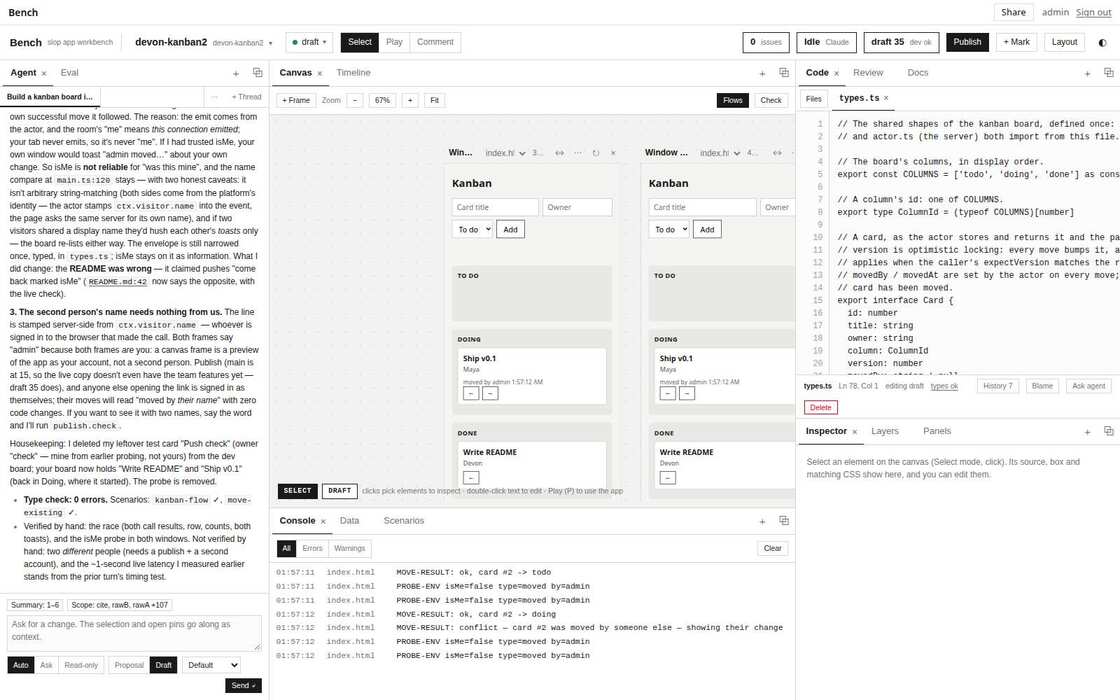 Bench
Share admin Sign out
Bench slop app workbench devon-kanban2 devon-kanban2 draft Select Play Comment 0 issues Idle Claude draft 35 dev ok Publish + Mark Layout
Agent × Eval +
Build a kanban board i... ... + Thread
own successful move it followed. The reason: the emit comes from
the actor, and the room's "me" means this connection emitted;
your tab never emits, so it's never "me". If I had trusted isMe, your
own window would toast "admin moved…" about your own
change. So isMe is not reliable for "was this mine", and the name
compare at main.ts:120 stays — with two honest caveats: it
isn't arbitrary string-matching (both sides come from the platform's
identity — the actor stamps ctx.visitor.name into the event,
the page asks the same server for its own name), and if two
visitors shared a display name they'd hush each other's toasts only
— the board re-lists either way. The envelope is still narrowed
once, typed, in types.ts; isMe stays on it as information. What I
did change: the README was wrong — it claimed pushes "come
back marked isMe" ( README.md:42 now says the opposite, with
the live check).
3. The second person's name needs nothing from us. The line
is stamped server-side from ctx.visitor.name — whoever is
signed in to the browser that made the call. Both frames say
"admin" because both frames are you: a canvas frame is a preview
of the app as your account, not a second person. Publish (main is
at 15, so the live copy doesn't even have the team features yet —
draft 35 does), and anyone else opening the link is signed in as
themselves; their moves will read "moved by their name" with zero
code changes. If you want to see it with two names, say the word
and I'll run publish.check.
Housekeeping: I deleted my leftover test card "Push check" (owner
"check" — mine from earlier probing, not yours) from the dev
board; your board now holds "Write README" and "Ship v0.1"
(back in Doing, where it started). The probe is removed.
• Type check: 0 errors. Scenarios: kanban-flow ✓, move-
existing ✓.
• Verified by hand: the race (both call results, row, counts, both
toasts), and the isMe probe in both windows. Not verified by
hand: two different people (needs a publish + a second
account), and the ~1-second live latency I measured earlier
stands from the prior turn's timing test.
Summary: 1–6 Scope: cite, rawB, rawA +107
Ask for a change. The selection and open pins go along as
context.
Auto Ask Read-only Proposal Draft Default
Send
Canvas × Timeline +
+ Frame Zoom − 67% + Fit Flows Check
Win... index.h 3... ×
Kanban
Card title Owner
To do Add
TO DO
DOING
Ship v0.1
Maya
moved by admin 1:57:12 AM
← →
DONE
Write README
Devon
←
Window ... index.h 4...
Kanban
Card title Owner
To do Add
TO DO
DOING
Ship v0.1
Maya
moved by admin 1:57:12 AM
← →
DONE
Write README
Devon
←
SELECT DRAFT clicks pick elements to inspect · double-click text to edit · Play (P) to use the app
Console × Data Scenarios +
All Errors Warnings Clear
01:57:11 index.html MOVE-RESULT: ok, card #2 -> todo
01:57:11 index.html PROBE-ENV isMe=false type=moved by=admin
01:57:11 index.html PROBE-ENV isMe=false type=moved by=admin
01:57:12 index.html MOVE-RESULT: ok, card #2 -> doing
01:57:12 index.html MOVE-RESULT: conflict — card #2 was moved by someone else — showing their change
01:57:12 index.html PROBE-ENV isMe=false type=moved by=admin
01:57:12 index.html PROBE-ENV isMe=false type=moved by=admin
Code × Review Docs +
Files types.ts ×
1 // The shared shapes of the kanban board, defined once:
2 // and actor.ts (the server) both import from this file.
3
4 // The board's columns, in display order.
5 export const COLUMNS = ['todo', 'doing', 'done'] as cons
6
7 // A column's id: one of COLUMNS.
8 export type ColumnId = (typeof COLUMNS)[number]
9
10 // A card, as the actor stores and returns it and the pa
11 // version is optimistic locking: every move bumps it, a
12 // applies when the caller's expectVersion matches the r
13 // movedBy / movedAt are set by the actor on every move;
14 // card has been moved.
15 export interface Card {
16 id: number
17 title: string
18 owner: string
19 column: ColumnId
20 version: number
types.ts Ln 78, Col 1 editing draft types ok History 7 Blame Ask agent
Delete
Inspector × Layers Panels +
Select an element on the canvas (Select mode, click). Its source, box and
matching CSS show here, and you can edit them.